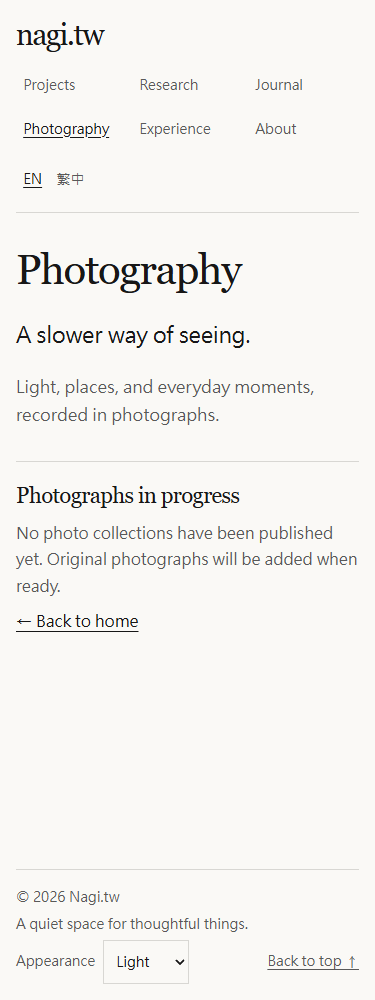 nagi.tw
Projects Research Journal
Photography Experience About
EN 繁中
Photography
A slower way of seeing.
Light, places, and everyday moments,
recorded in photographs.
Photographs in progress
No photo collections have been published
yet. Original photographs will be added when
ready.
← Back to home
© 2026 Nagi.tw
A quiet space for thoughtful things.
Appearance Light Back to top ↑